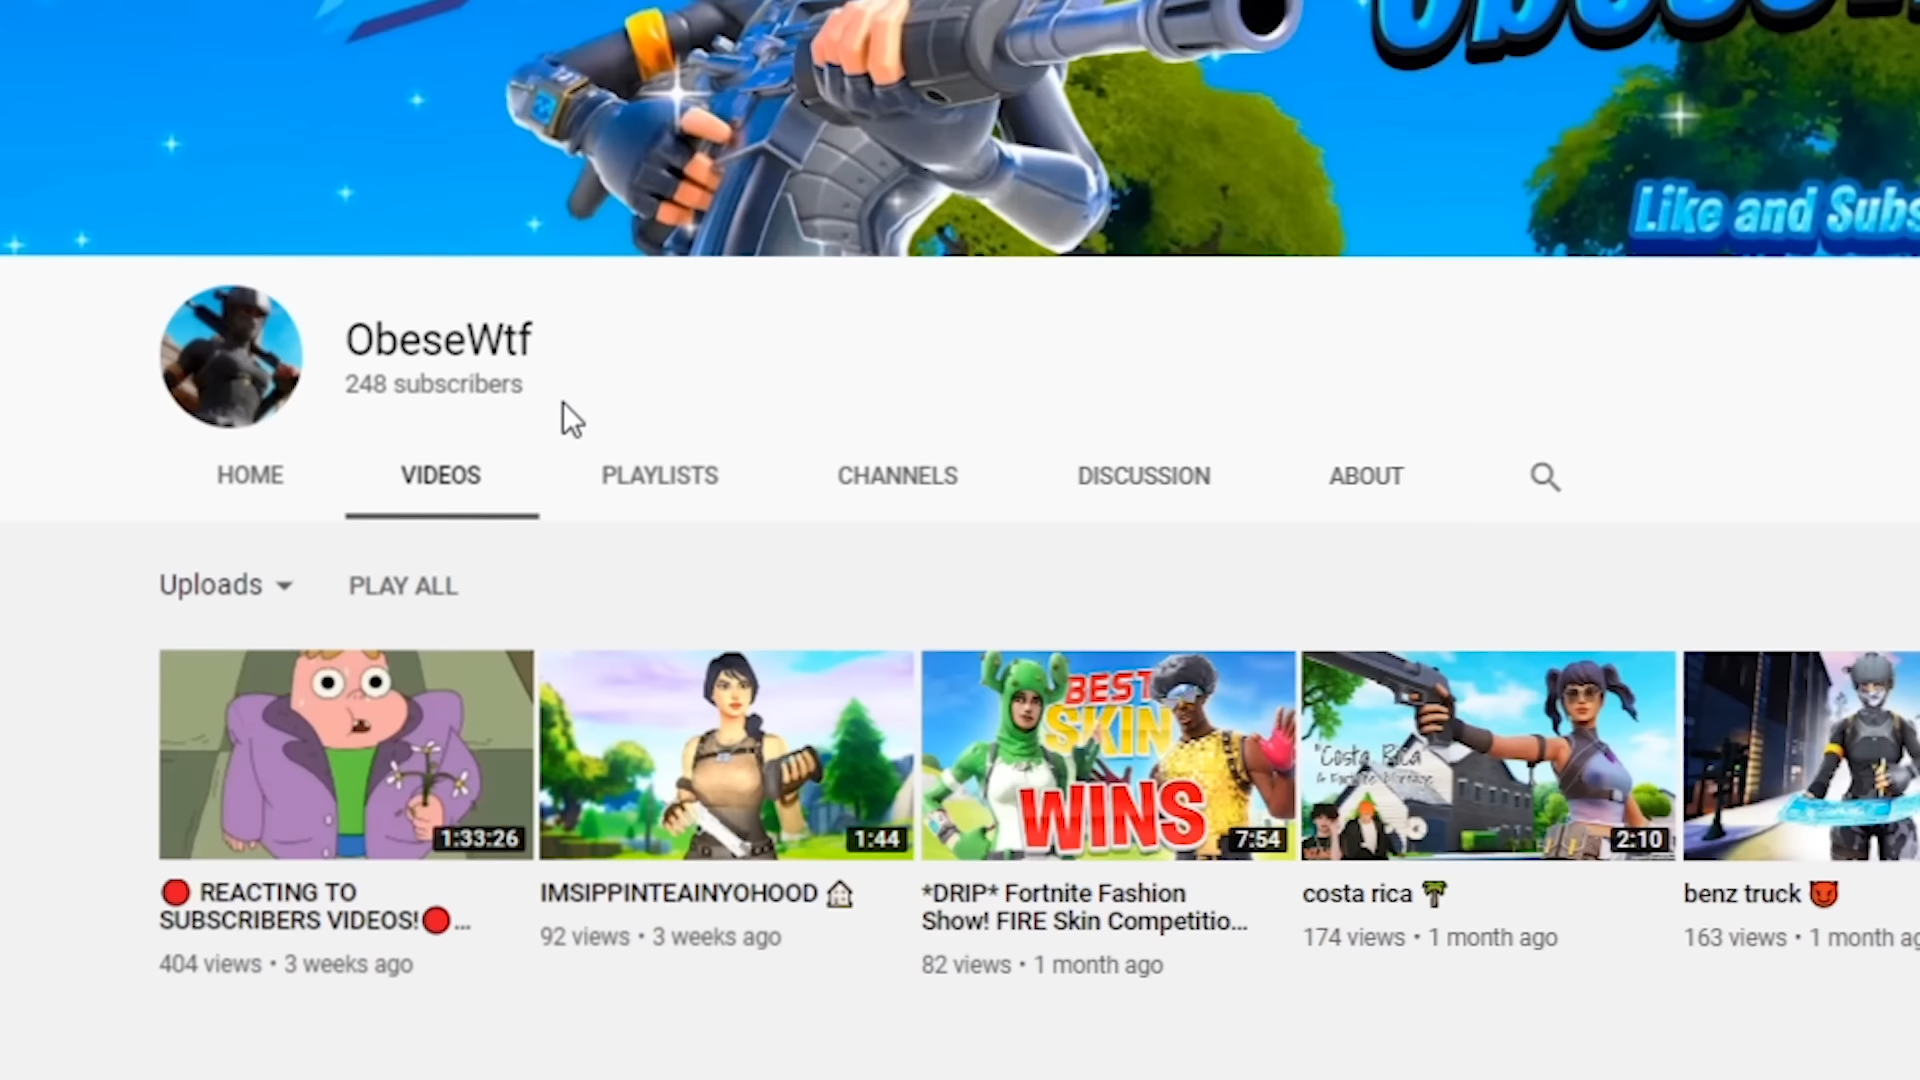 Like and Subs
ObeseWtf
248 subscribers
HOME VIDEOS PLAYLISTS CHANNELS DISCUSSION ABOUT
Uploads PLAY ALL
BEST
SKIN
WINS
"Costa Rica
1:33:26 1:44 7:54 2:10
🔴 REACTING TO
SUBSCRIBERS VIDEOS!🔴...
404 views • 3 weeks ago
IMSIPPINTEAINYOHOOD 🏠
92 views • 3 weeks ago
*DRIP* Fortnite Fashion
Show! FIRE Skin Competitio...
82 views • 1 month ago
costa rica 🌴
174 views • 1 month ago
benz truck 😈
163 views • 1 month ag